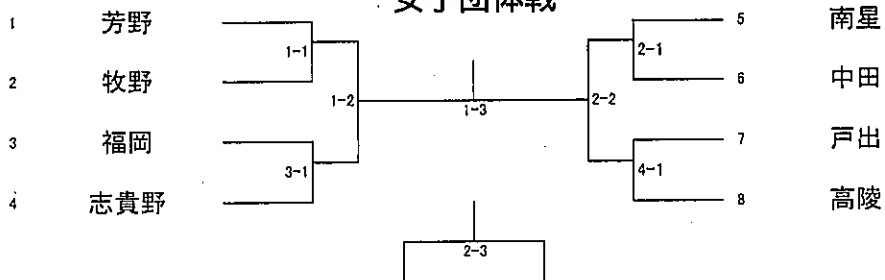 女子団体戦
1 芳野
1-1
2 牧野
1-2
3 福岡
3-1
4 志貴野
1-3
5 南星
2-1
6 中田
2-2
7 戸出
4-1
8 高陵
2-3